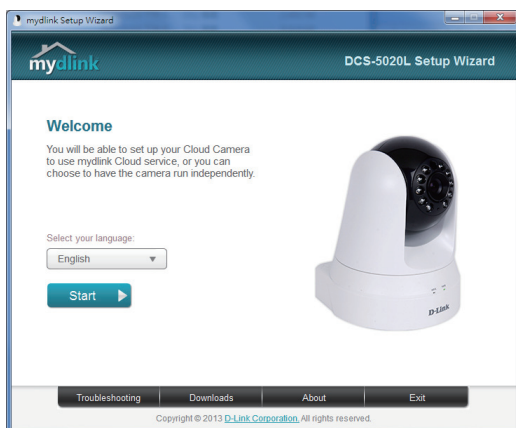 mydlink Setup Wizard
mydlink
DCS-5020L Setup Wizard
Welcome
You will be able to set up your Cloud Camera
to use mydlink Cloud service, or you can
choose to have the camera run independently.
Select your language:
English
Start
D-Link
Troubleshooting
Downloads
About
Exit
Copyright © 2013 D-Link Corporation. All rights reserved.